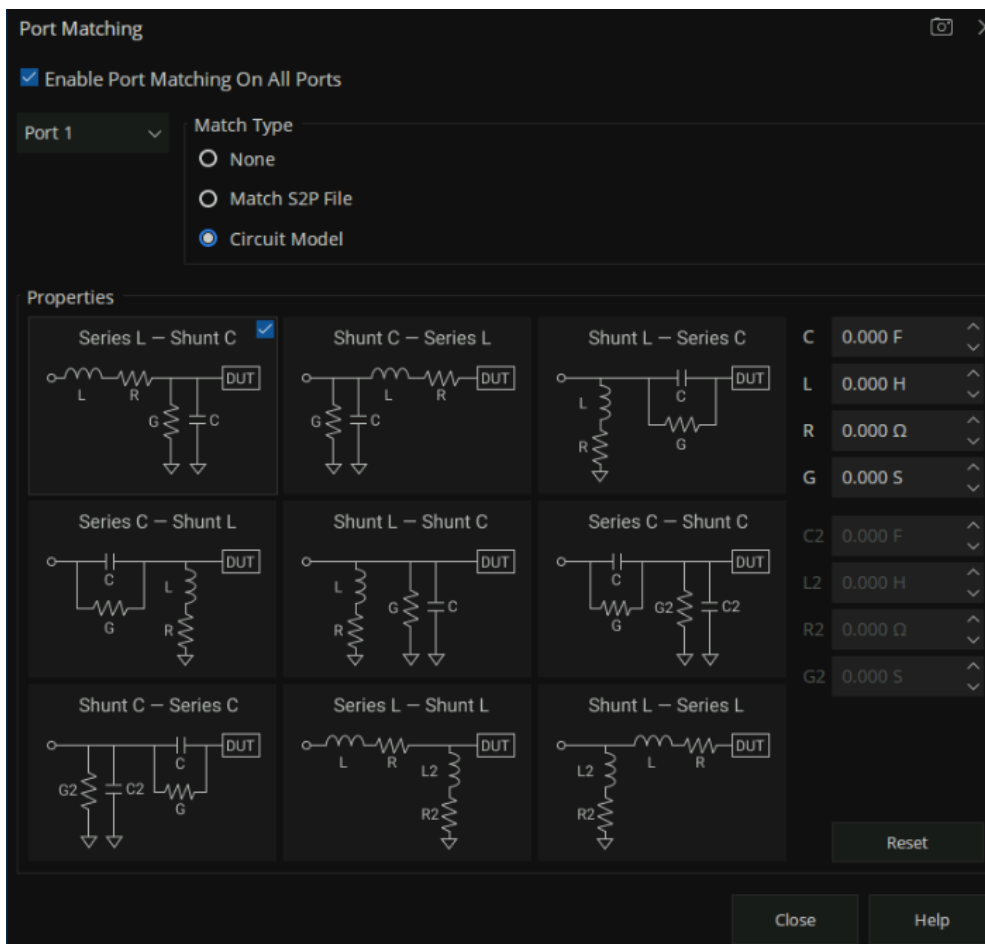 Port Matching
Enable Port Matching On All Ports
Port 1
Match Type
None
Match S2P File
Circuit Model
Properties
Series L — Shunt C
L
R
G
C
DUT
Shunt C — Series L
G
C
L
R
DUT
Shunt L — Series C
L
R
C
G
DUT
Series C — Shunt L
C
G
L
R
DUT
Shunt L — Shunt C
L
R
G
C
DUT
Series C — Shunt C
C
G
G2
C2
DUT
Shunt C — Series C
G2
C2
C
G
DUT
Series L — Shunt L
L
R
L2
R2
DUT
Shunt L — Series L
L2
R2
L
R
DUT
C 0.000 F
L 0.000 H
R 0.000 Ω
G 0.000 S
C2 0.000 F
L2 0.000 H
R2 0.000 Ω
G2 0.000 S
Reset
Close
Help